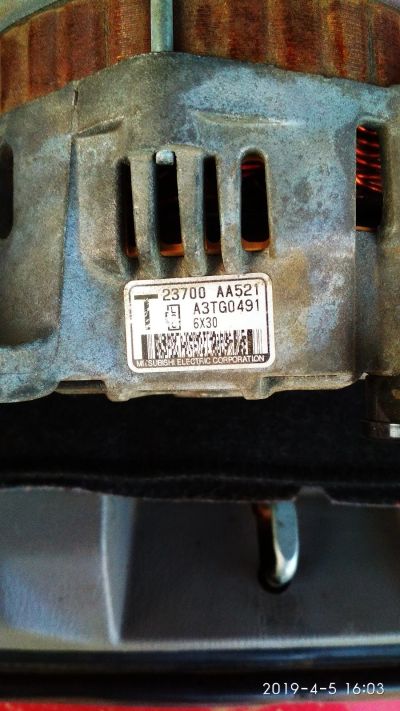 T
23700 AA521
A3TG0491
6X30
MITSUBISHI ELECTRIC CORPORATION
2019-4-5 16:03